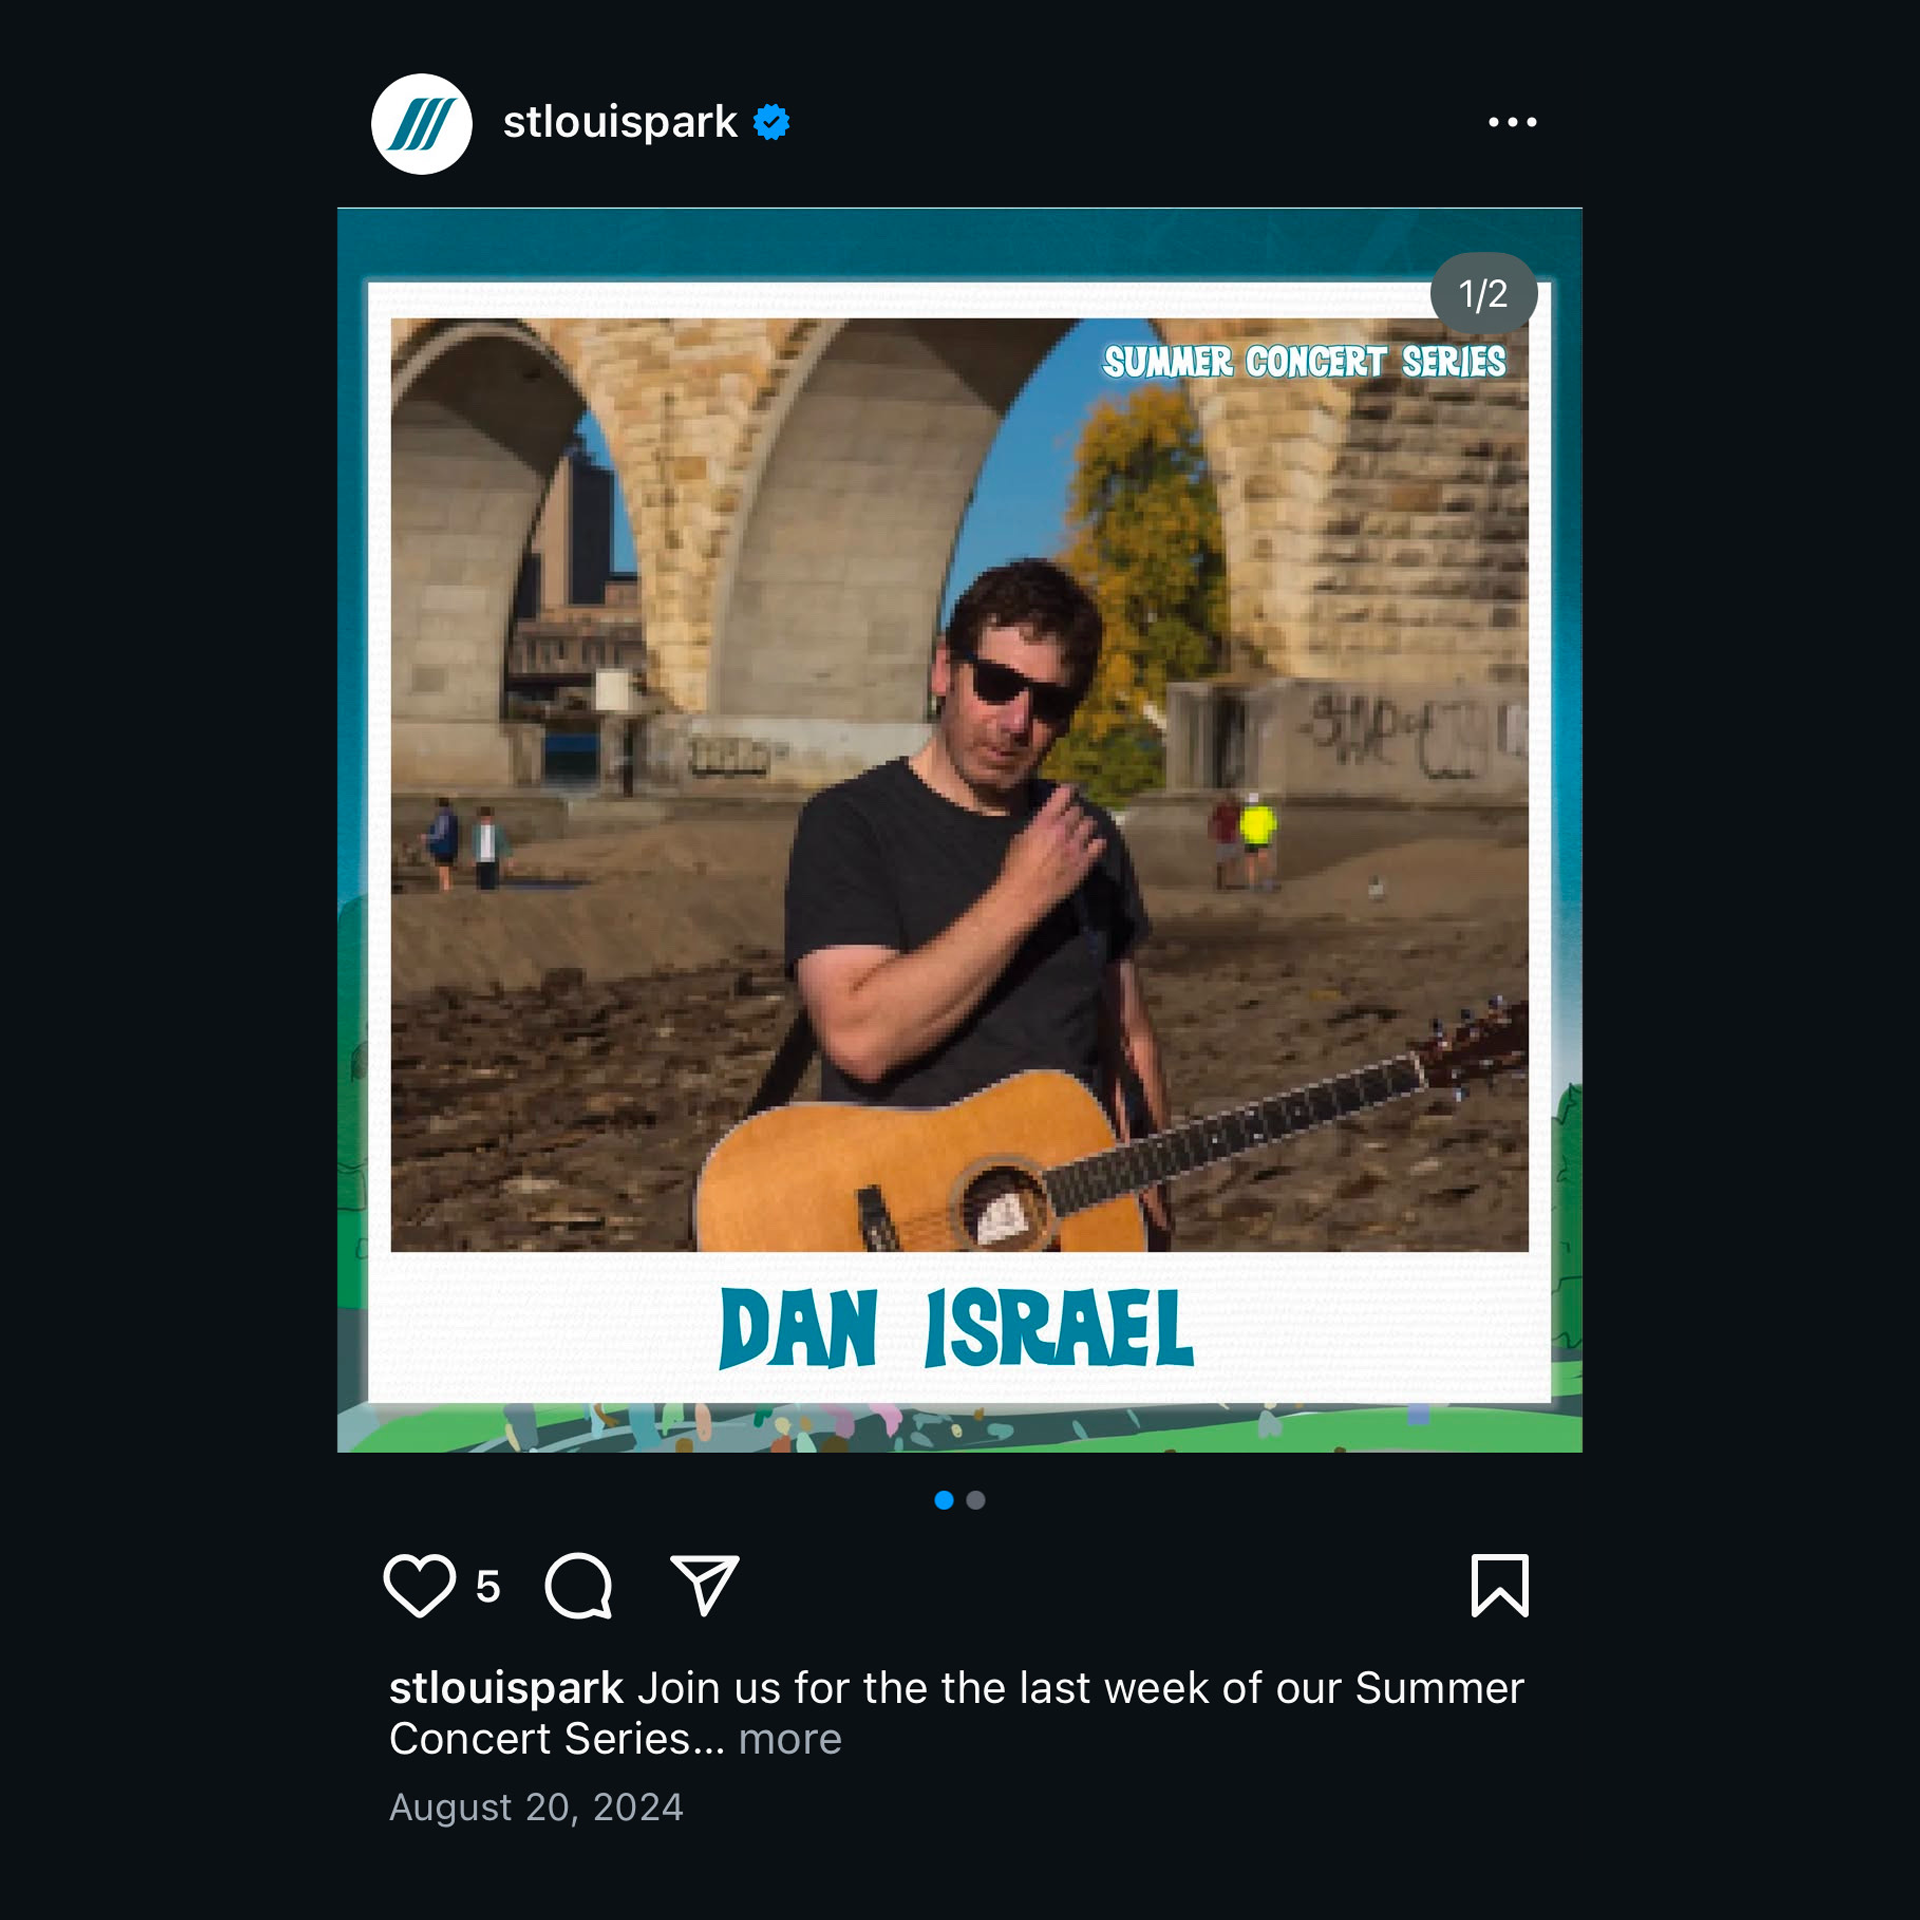 stlouispark
1/2
SUMMER CONCERT SERIES
DAN ISRAEL
5
stlouispark Join us for the the last week of our Summer
Concert Series... more
August 20, 2024